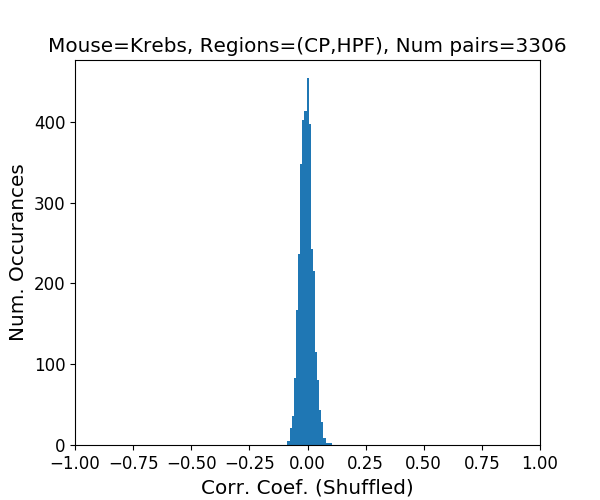 Mouse=Krebs, Regions=(CP,HPF), Num pairs=3306
Num. Occurances
400
300
200
100
0
−1.00 −0.75 −0.50 −0.25 0.00 0.25 0.50 0.75 1.00
Corr. Coef. (Shuffled)